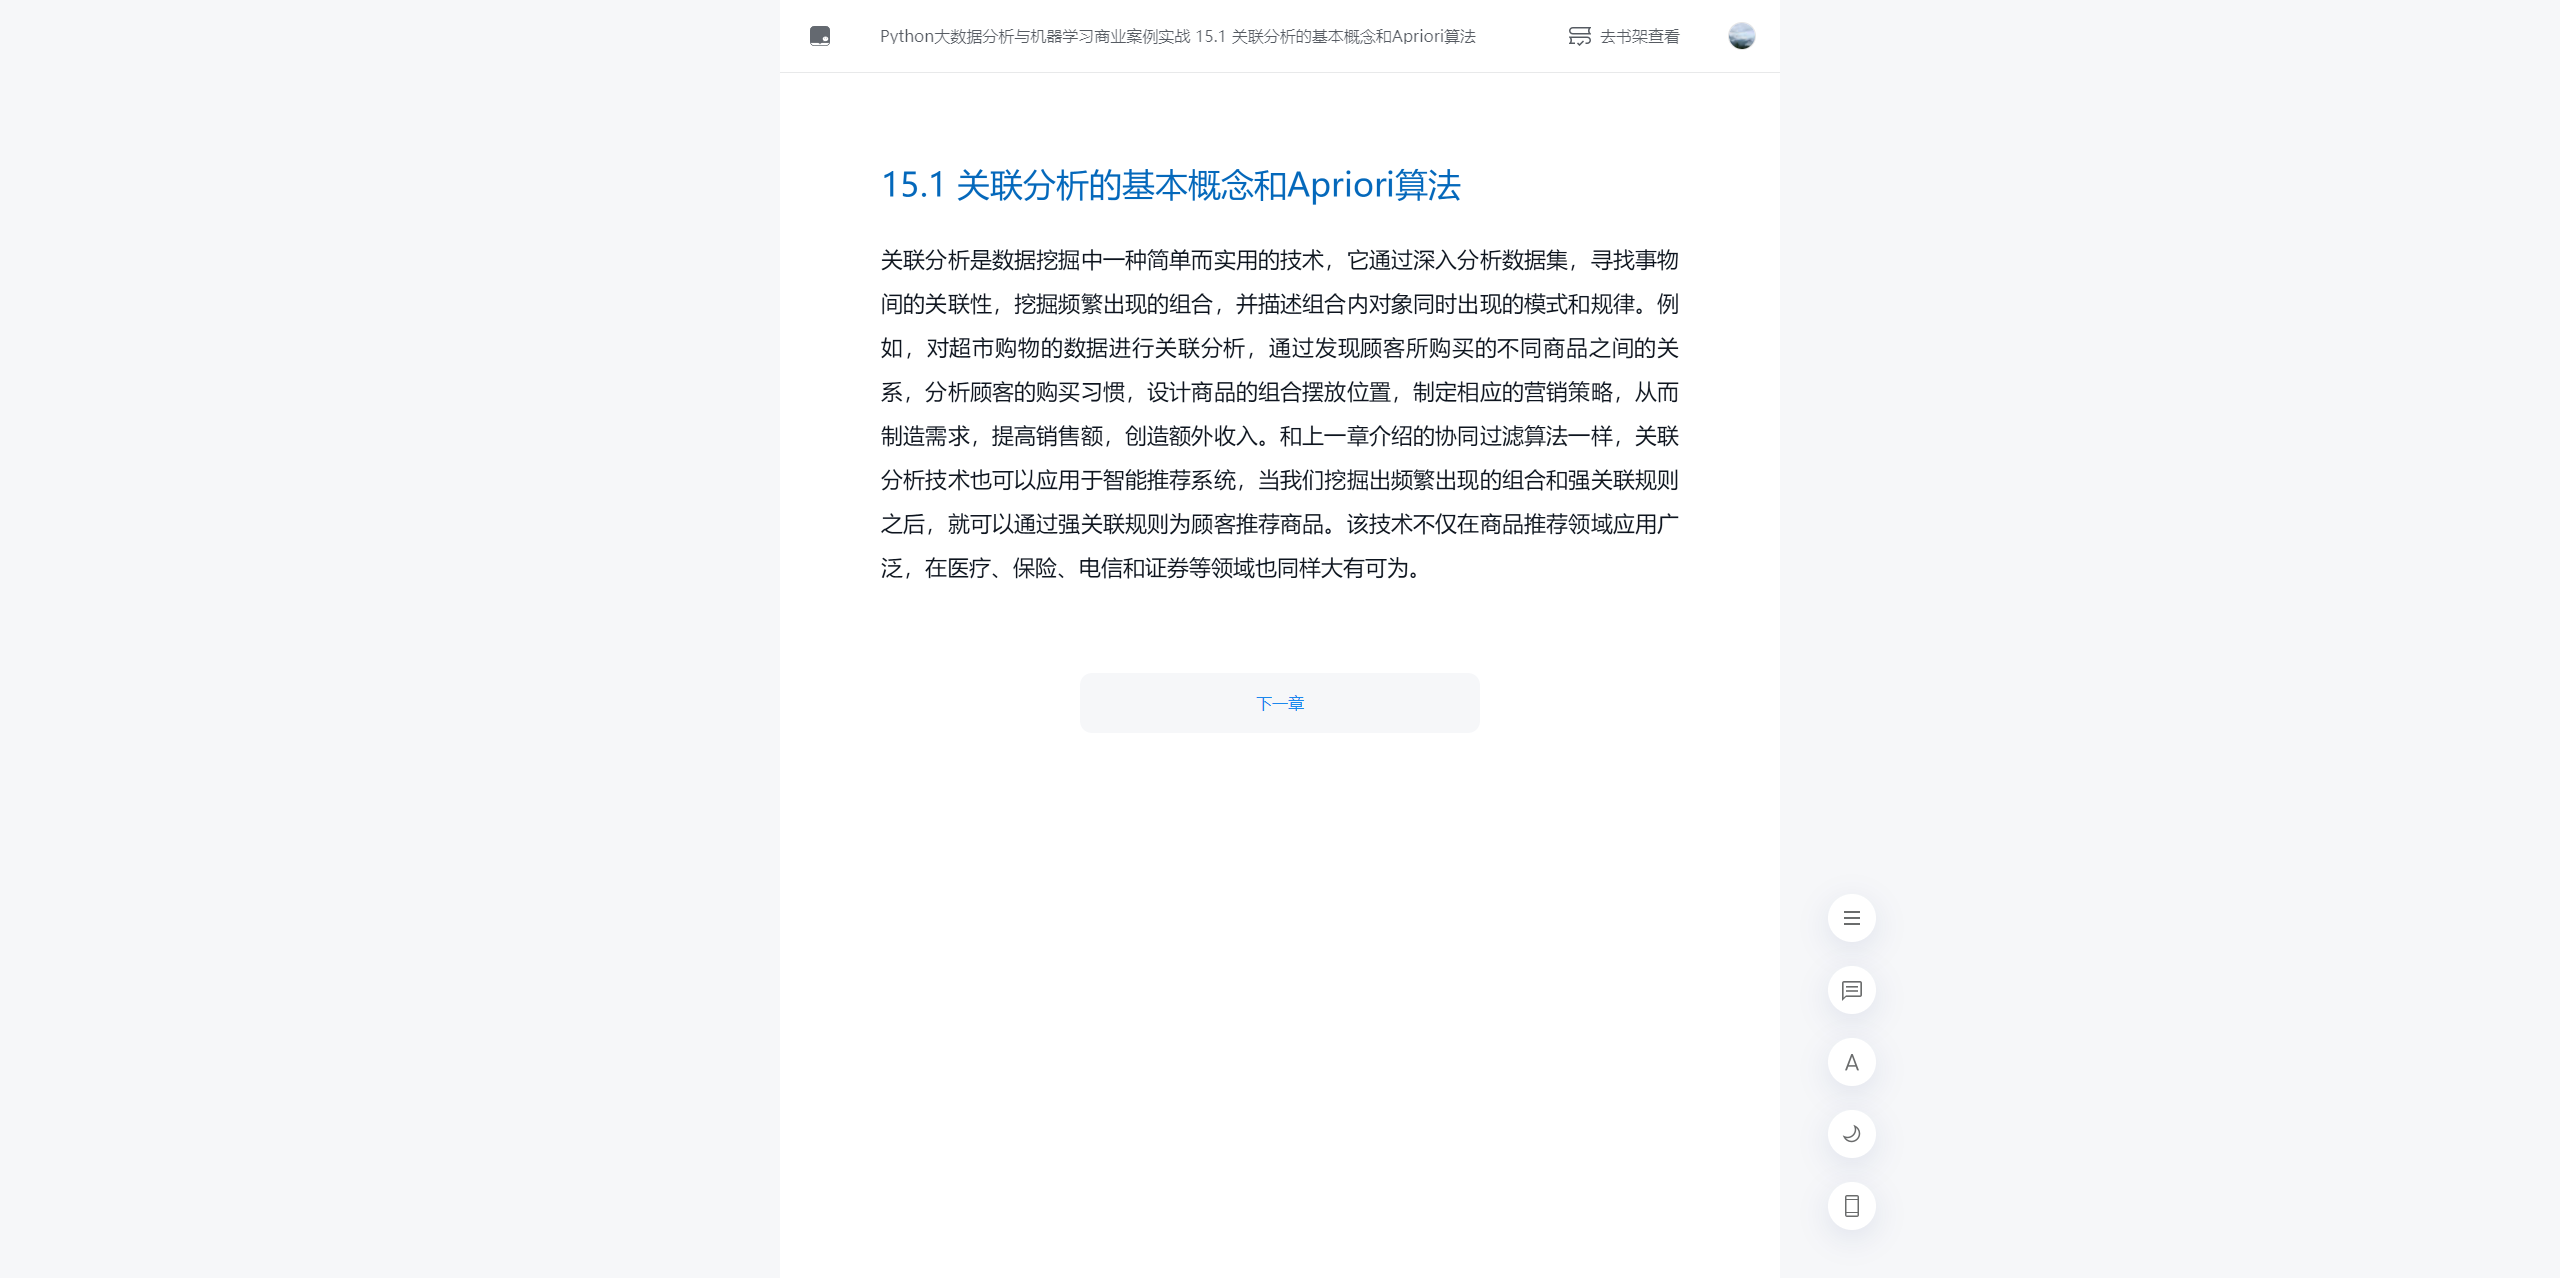 Python大数据分析与机器学习商业案例实战 15.1 关联分析的基本概念和Apriori算法
去书架查看
15.1 关联分析的基本概念和Apriori算法
关联分析是数据挖掘中一种简单而实用的技术，它通过深入分析数据集，寻找事物
间的关联性，挖掘频繁出现的组合，并描述组合内对象同时出现的模式和规律。例
如，对超市购物的数据进行关联分析，通过发现顾客所购买的不同商品之间的关
系，分析顾客的购买习惯，设计商品的组合摆放位置，制定相应的营销策略，从而
制造需求，提高销售额，创造额外收入。和上一章介绍的协同过滤算法一样，关联
分析技术也可以应用于智能推荐系统，当我们挖掘出频繁出现的组合和强关联规则
之后，就可以通过强关联规则为顾客推荐商品。该技术不仅在商品推荐领域应用广
泛，在医疗、保险、电信和证券等领域也同样大有可为。
下一章
A